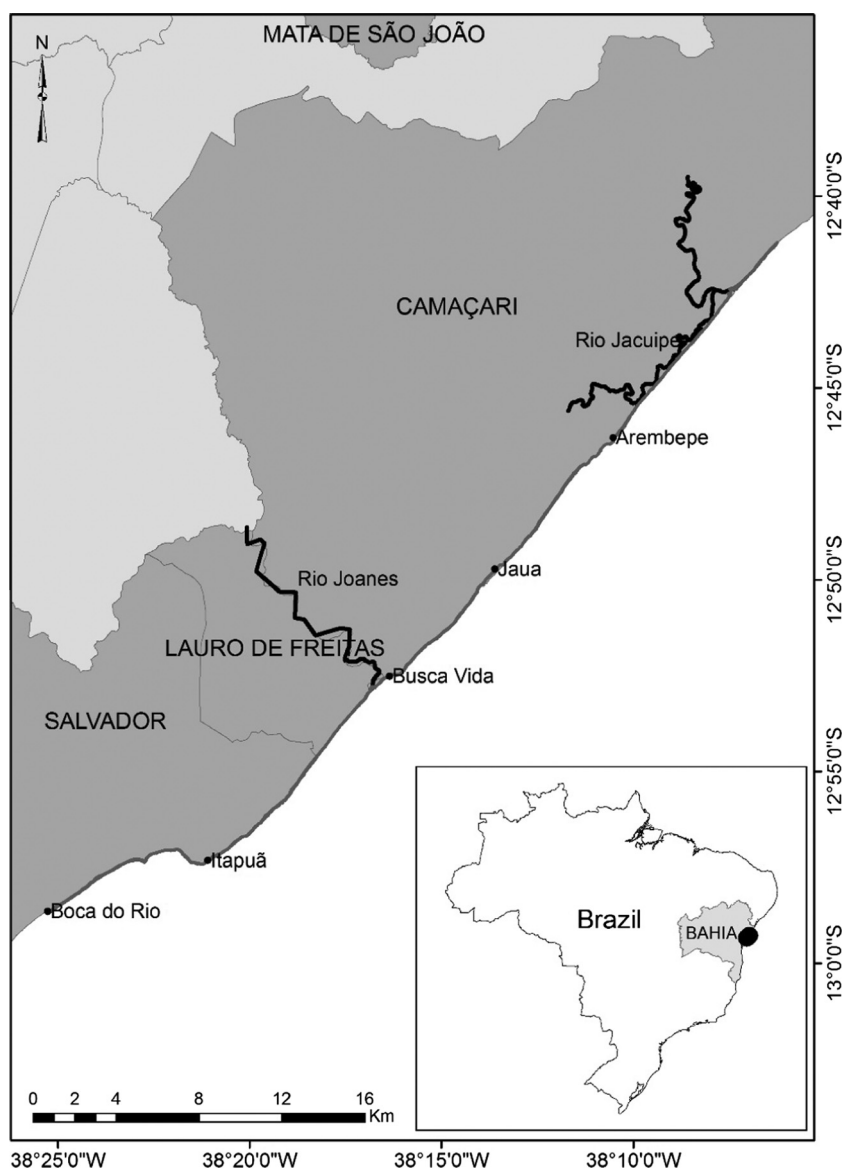 MATA DE SÃO JOÃO
N
12°40'0"S
CAMAÇARI
Rio Jacuipe
12°45'0"S
Arembepe
Jaua
12°50'0"S
Rio Joanes
LAURO DE FREITAS
Busca Vida
SALVADOR
12°55'0"S
Itapuã
Boca do Rio
Brazil
BAHIA
13°0'0"S
0 2 4 8 12 16
Km
38°25'0"W 38°20'0"W 38°15'0"W 38°10'0"W